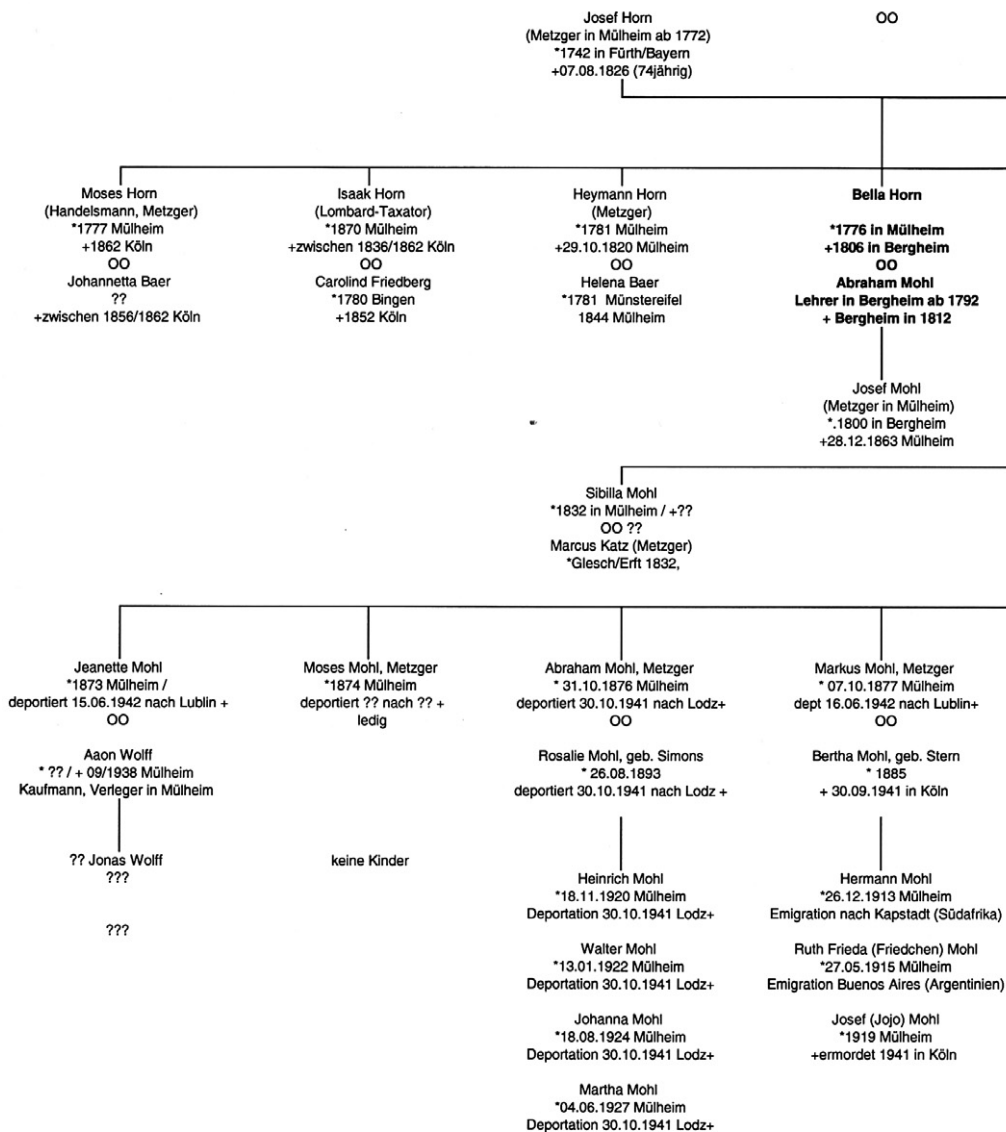 Josef Horn
(Metzger in Mülheim ab 1772)
*1742 in Fürth/Bayern
+07.08.1826 (74jährig)
OO
Moses Horn
(Handelsmann, Metzger)
*1777 Mülheim
+1862 Köln
OO
Johannetta Baer
??
+zwischen 1856/1862 Köln
Isaak Horn
(Lombard-Taxator)
*1870 Mülheim
+zwischen 1836/1862 Köln
OO
Carolind Friedberg
*1780 Bingen
+1852 Köln
Heymann Horn
(Metzger)
*1781 Mülheim
+29.10.1820 Mülheim
OO
Helena Baer
*1781 Münstereifel
1844 Mülheim
Bella Horn
*1776 in Mülheim
+1806 in Bergheim
OO
Abraham Mohl
Lehrer in Bergheim ab 1792
+ Bergheim in 1812
Josef Mohl
(Metzger in Mülheim)
*.1800 in Bergheim
+28.12.1863 Mülheim
Sibilla Mohl
*1832 in Mülheim / +??
OO ??
Marcus Katz (Metzger)
*Glesch/Erft 1832,
Jeanette Mohl
*1873 Mülheim /
deportiert 15.06.1942 nach Lublin +
OO
Aaon Wolff
* ?? / + 09/1938 Mülheim
Kaufmann, Verleger in Mülheim
?? Jonas Wolff
???
???
Moses Mohl, Metzger
*1874 Mülheim
deportiert ?? nach ?? +
ledig
keine Kinder
Abraham Mohl, Metzger
* 31.10.1876 Mülheim
deportiert 30.10.1941 nach Lodz+
OO
Rosalie Mohl, geb. Simons
* 26.08.1893
deportiert 30.10.1941 nach Lodz +
Heinrich Mohl
*18.11.1920 Mülheim
Deportation 30.10.1941 Lodz+
Walter Mohl
*13.01.1922 Mülheim
Deportation 30.10.1941 Lodz+
Johanna Mohl
*18.08.1924 Mülheim
Deportation 30.10.1941 Lodz+
Martha Mohl
*04.06.1927 Mülheim
Deportation 30.10.1941 Lodz+
Markus Mohl, Metzger
* 07.10.1877 Mülheim
dept 16.06.1942 nach Lublin+
OO
Bertha Mohl, geb. Stern
* 1885
+ 30.09.1941 in Köln
Hermann Mohl
*26.12.1913 Mülheim
Emigration nach Kapstadt (Südafrika)
Ruth Frieda (Friedchen) Mohl
*27.05.1915 Mülheim
Emigration Buenos Aires (Argentinien)
Josef (Jojo) Mohl
*1919 Mülheim
+ermordet 1941 in Köln